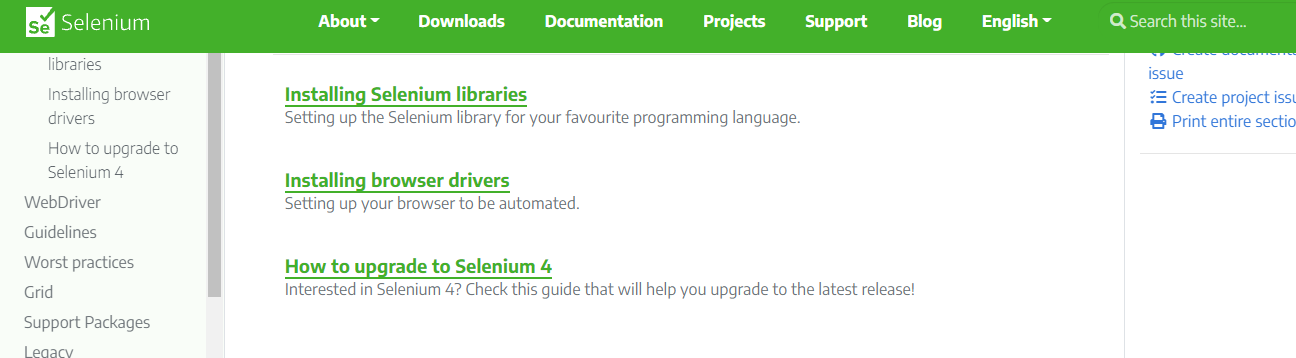 Se Selenium
About Downloads Documentation Projects Support Blog English Search this site…
libraries
Installing browser
drivers
How to upgrade to
Selenium 4
WebDriver
Guidelines
Worst practices
Grid
Support Packages
Legacy
Installing Selenium libraries
Setting up the Selenium library for your favourite programming language.
Installing browser drivers
Setting up your browser to be automated.
How to upgrade to Selenium 4
Interested in Selenium 4? Check this guide that will help you upgrade to the latest release!
Create documenta
issue
Create project issu
Print entire sectio